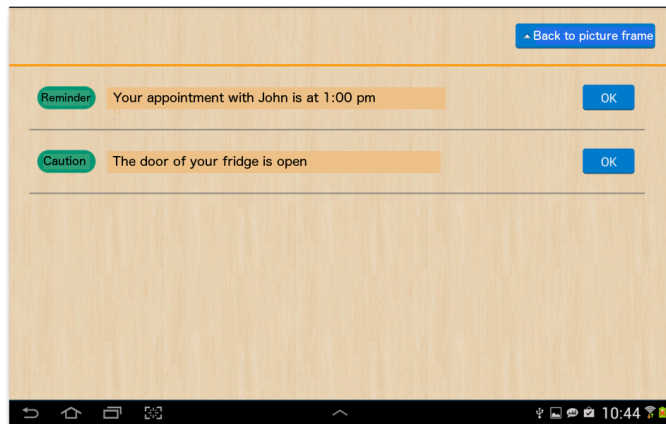 Back to picture frame
Reminder Your appointment with John is at 1:00 pm OK
Caution The door of your fridge is open OK
10:44